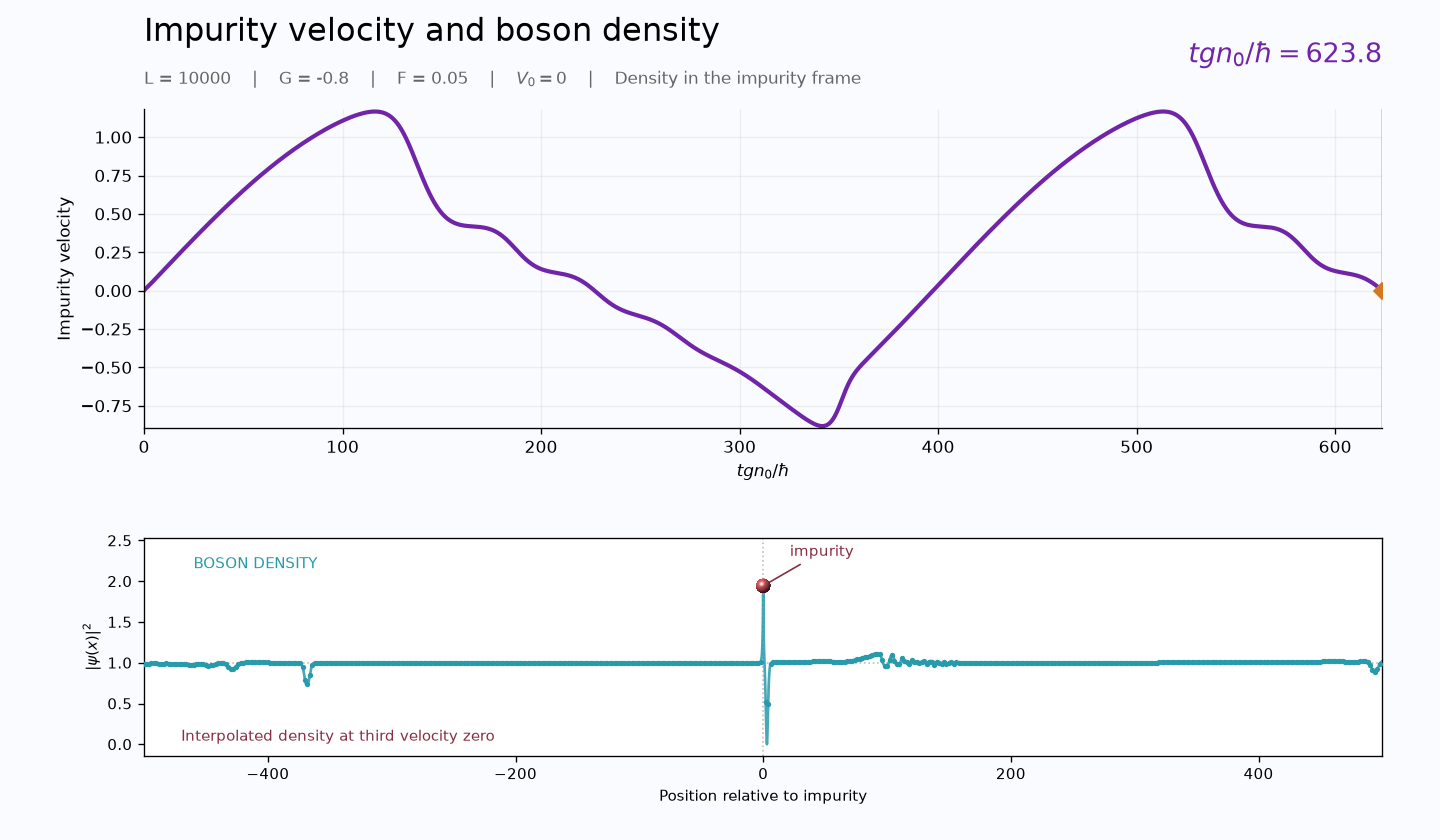 Impurity velocity and boson density
tgn₀/ħ = 623.8
L = 10000 | G = -0.8 | F = 0.05 | V₀ = 0 | Density in the impurity frame
Impurity velocity
1.00
0.75
0.50
0.25
0.00
−0.25
−0.50
−0.75
0 100 200 300 400 500 600
tgn₀/ħ
|ψ(x)|²
2.5
2.0
1.5
1.0
0.5
0.0
impurity
BOSON DENSITY
Interpolated density at third velocity zero
−400 −200 0 200 400
Position relative to impurity